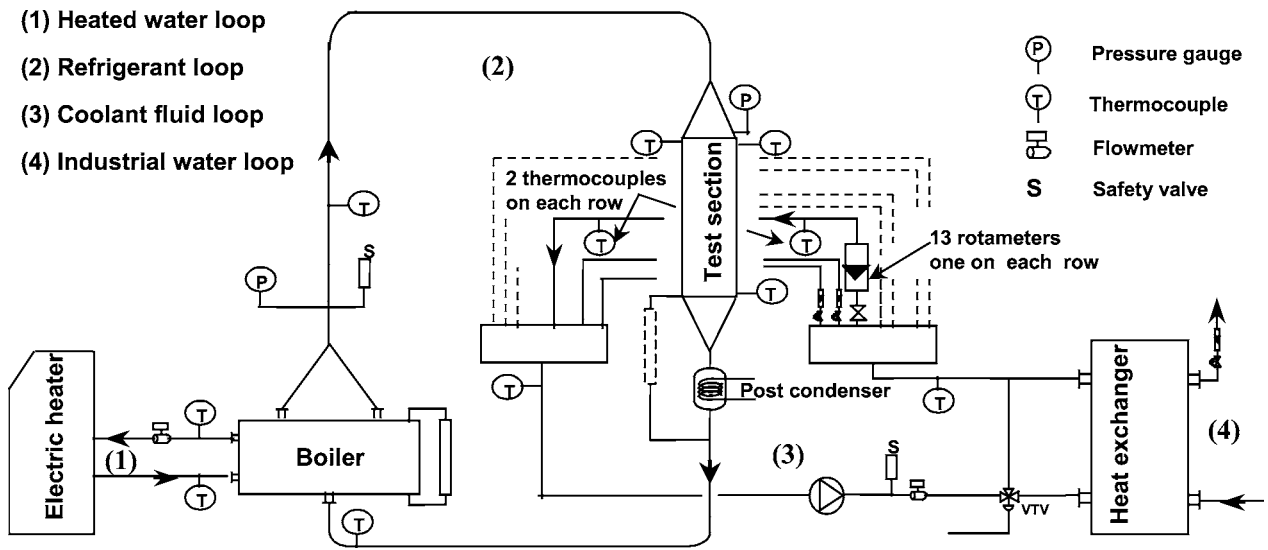 (1) Heated water loop
(2) Refrigerant loop
(3) Coolant fluid loop
(4) Industrial water loop
(2)
P Pressure gauge
T Thermocouple
Flowmeter
S Safety valve
P
T
T
2 thermocouples
on each row
Test section
T
T
T
13 rotameters
one on each row
S
P
T
T
Post condenser
T
Electric heater
T
(1)
T
Boiler
T
(3)
S
VTV
Heat exchanger
(4)